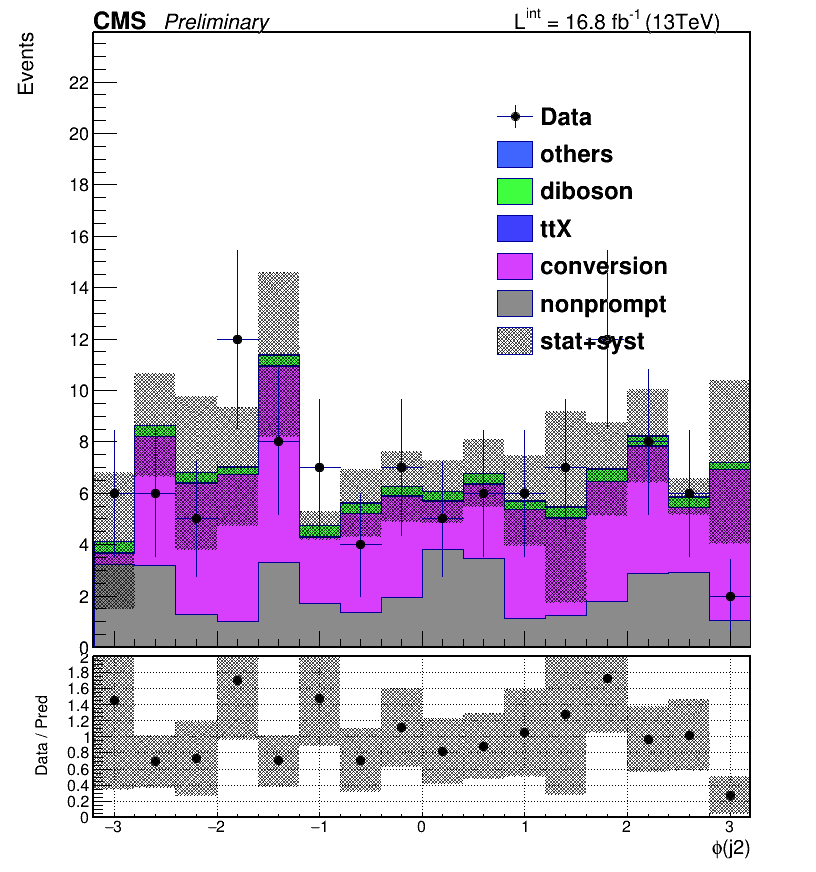 CMS Preliminary L^int = 16.8 fb^-1 (13TeV)
Events
22
20
18
16
14
12
10
8
6
4
2
0
Data
others
diboson
ttX
conversion
nonprompt
stat+syst
Data / Pred
2
1.8
1.6
1.4
1.2
1
0.8
0.6
0.4
0.2
0
−3 −2 −1 0 1 2 3
ϕ(j2)